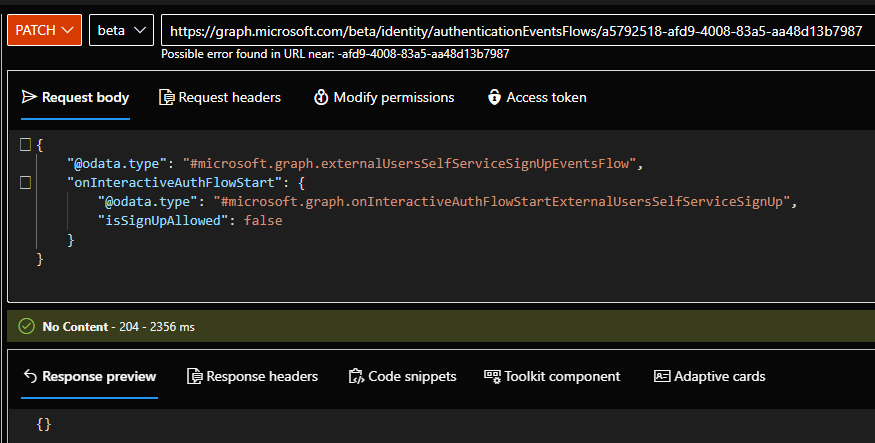 PATCH beta https://graph.microsoft.com/beta/identity/authenticationEventsFlows/a5792518-afd9-4008-83a5-aa48d13b7987
Possible error found in URL near: -afd9-4008-83a5-aa48d13b7987
Request body Request headers Modify permissions Access token
{
"@odata.type": "#microsoft.graph.externalUsersSelfServiceSignUpEventsFlow",
"onInteractiveAuthFlowStart": {
"@odata.type": "#microsoft.graph.onInteractiveAuthFlowStartExternalUsersSelfServiceSignUp",
"isSignUpAllowed": false
}
}
No Content - 204 - 2356 ms
Response preview Response headers Code snippets Toolkit component Adaptive cards
{}